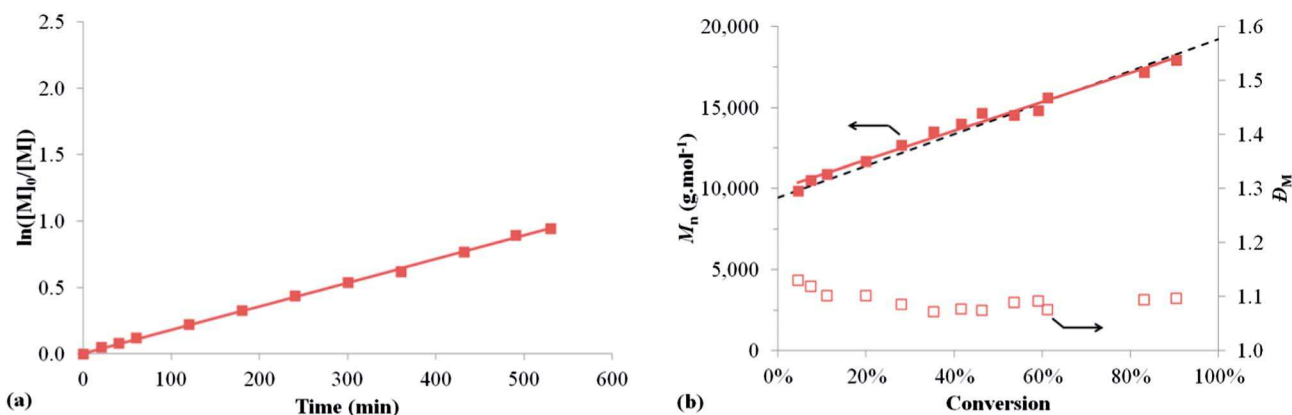 2.5
2.0
1.5
1.0
0.5
0.0
ln([M]₀/[M])
0 100 200 300 400 500 600
Time (min)
(a)
20,000
15,000
10,000
5,000
0
Mₙ (g.mol⁻¹)
1.6
1.5
1.4
1.3
1.2
1.1
1.0
Đ_M
0% 20% 40% 60% 80% 100%
Conversion
(b)